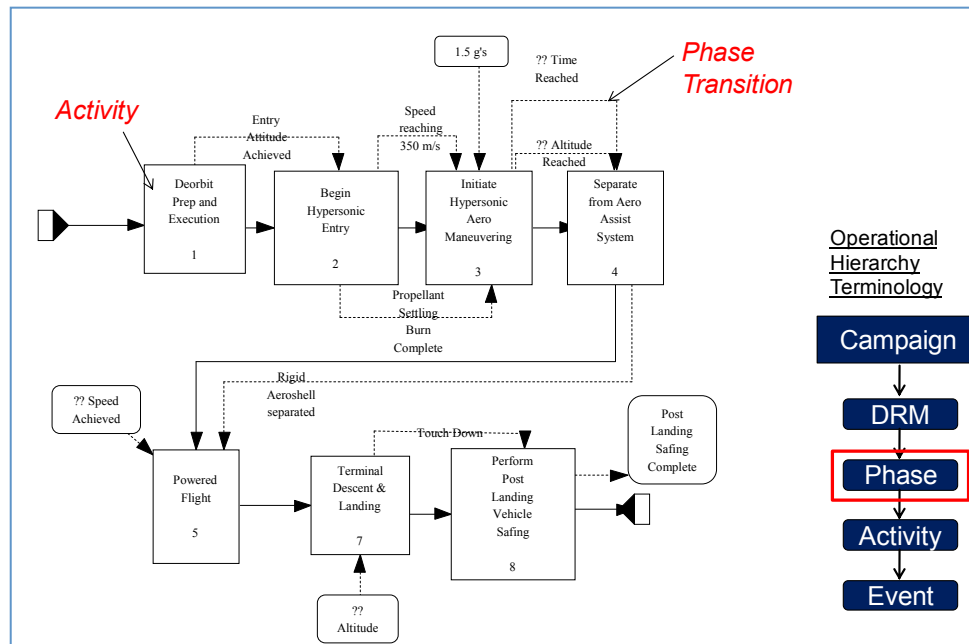 1.5 g's
?? Time
Reached
Phase
Transition
Activity
Entry
Attitude
Achieved
Speed
reaching
350 m/s
?? Altitude
Reached
Deorbit
Prep and
Execution
1
Begin
Hypersonic
Entry
2
Initiate
Hypersonic
Aero
Maneuvering
3
Separate
from Aero
Assist
System
4
Propellant
Settling
Burn
Complete
Rigid
Aeroshell
separated
?? Speed
Achieved
Touch Down
Post
Landing
Safing
Complete
Powered
Flight
5
Terminal
Descent &
Landing
7
Perform
Post
Landing
Vehicle
Safing
8
??
Altitude
Operational
Hierarchy
Terminology
Campaign
DRM
Phase
Activity
Event